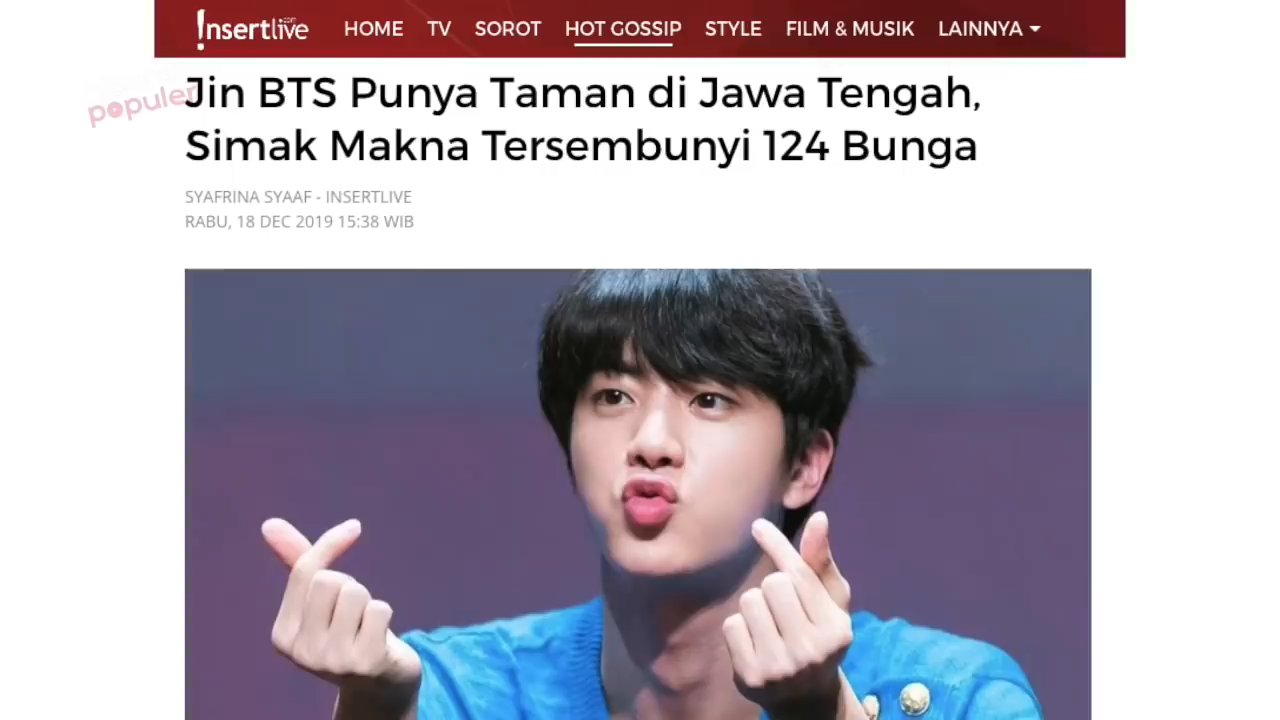 insertlive.com HOME TV SOROT HOT GOSSIP STYLE FILM & MUSIK LAINNYA
populer
Jin BTS Punya Taman di Jawa Tengah,
Simak Makna Tersembunyi 124 Bunga
SYAFRINA SYAAF - INSERTLIVE
RABU, 18 DEC 2019 15:38 WIB